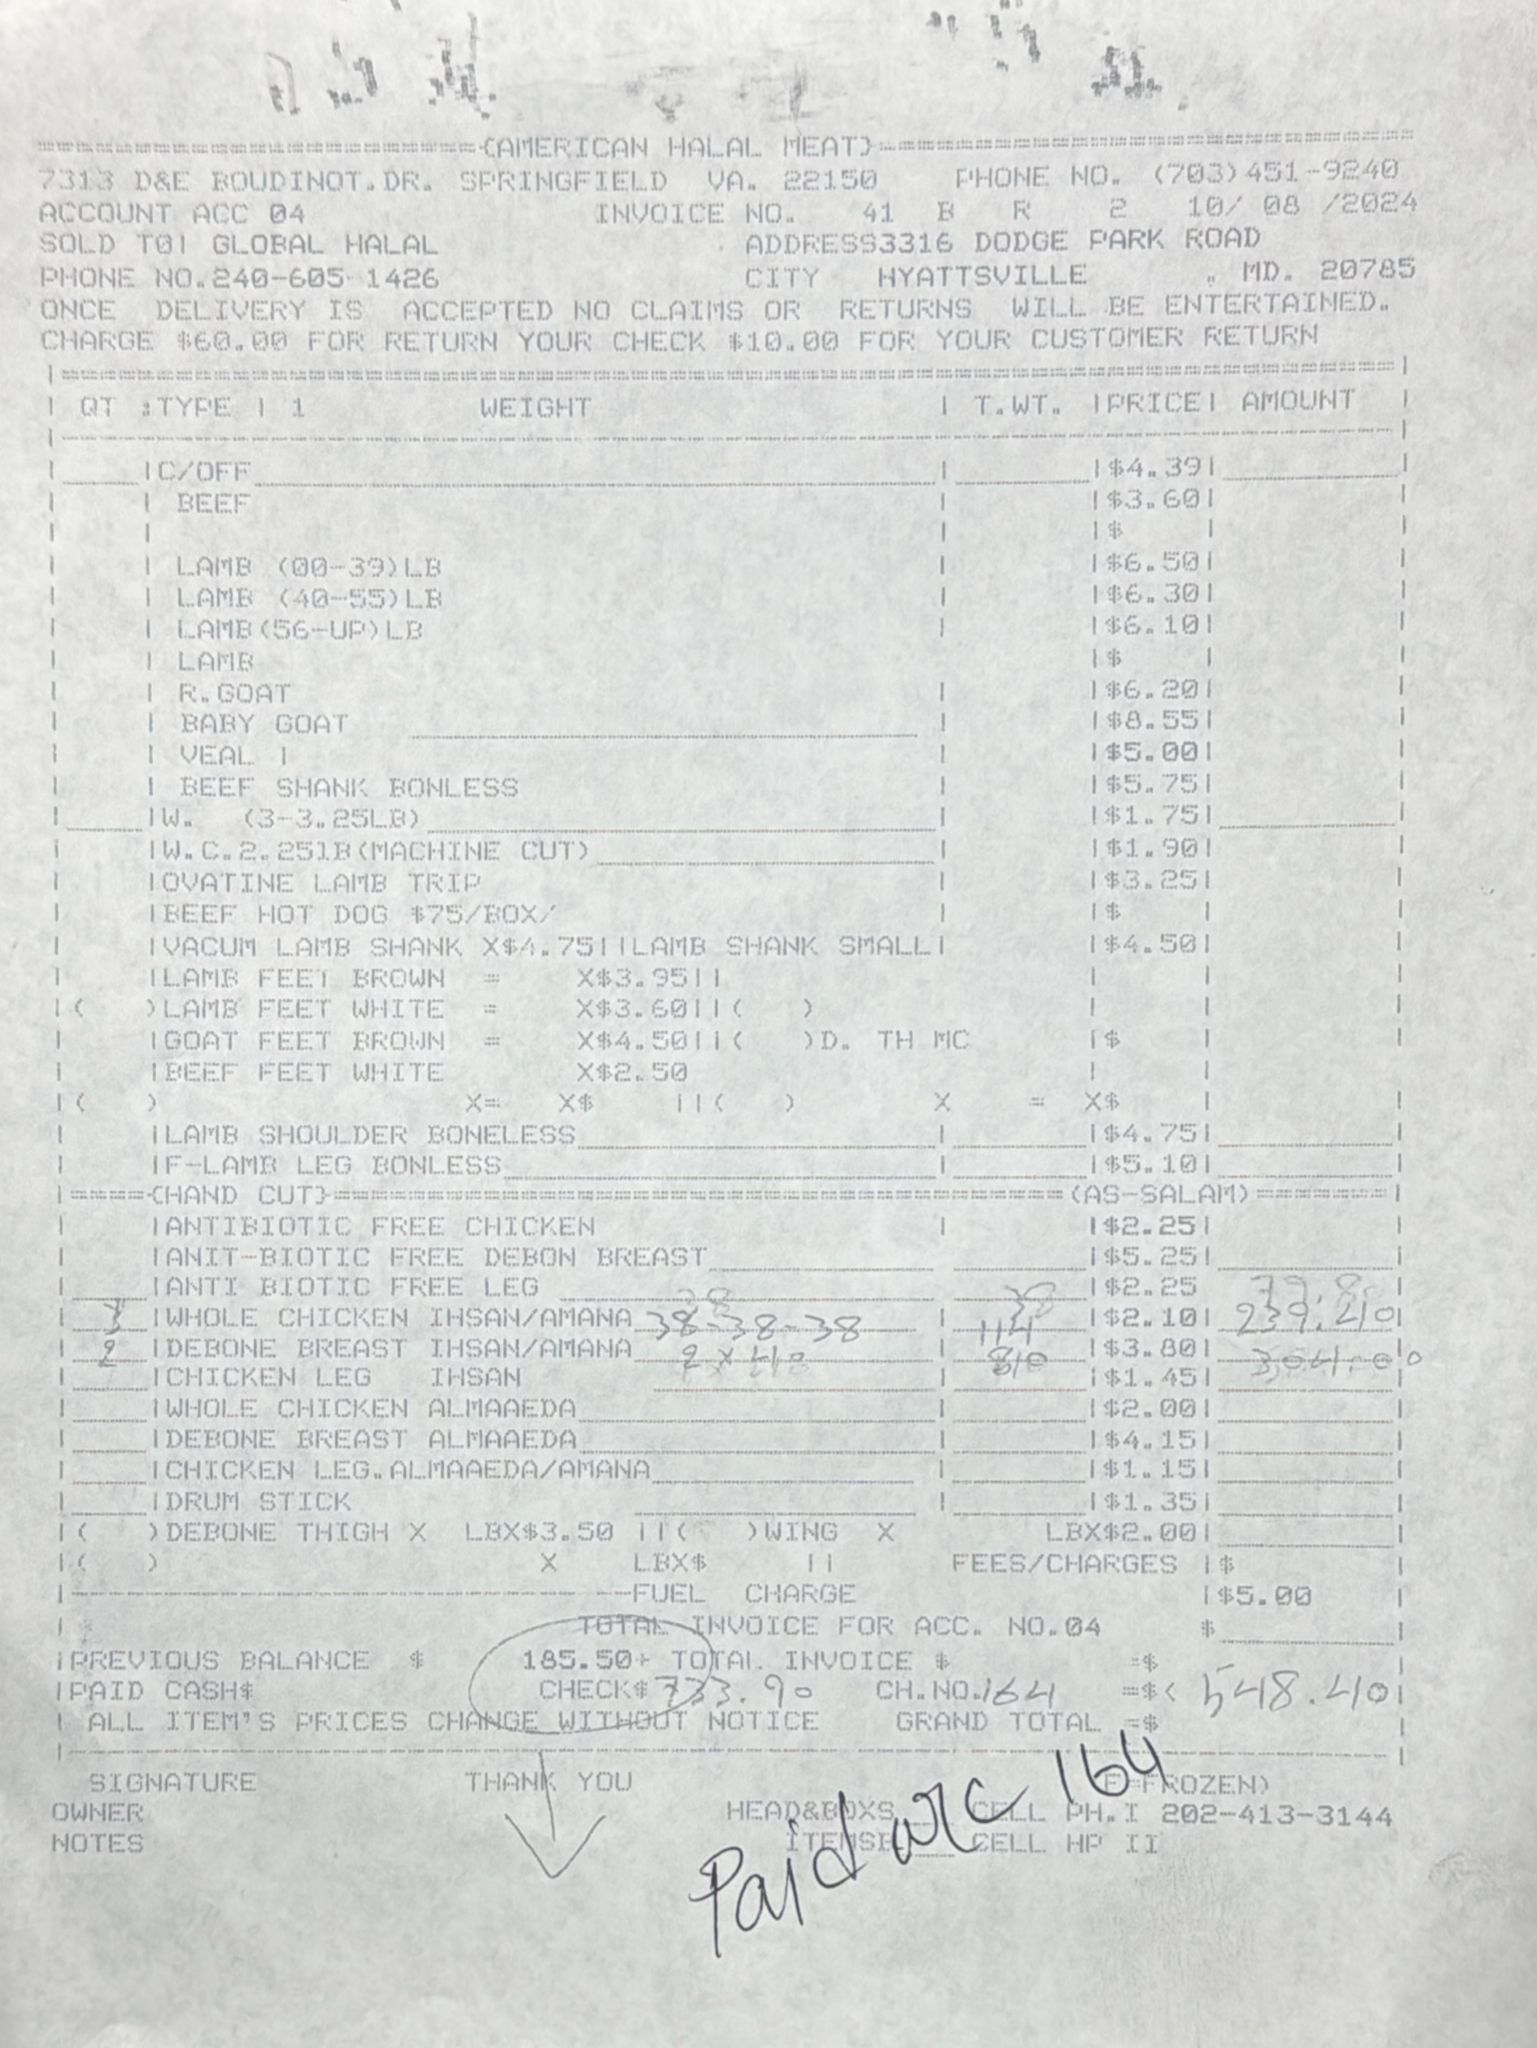 {AMERICAN HALAL MEAT}
7313 D&E BOUDINOT.DR. SPRINGFIELD VA. 22150 PHONE NO. (703)451-9240
ACCOUNT ACC 04 INVOICE NO. 41 B R 2 10/ 08 /2024
SOLD TO: GLOBAL HALAL ADDRESS3316 DODGE PARK ROAD
PHONE NO.240-605-1426 CITY HYATTSVILLE , MD. 20785
ONCE DELIVERY IS ACCEPTED NO CLAIMS OR RETURNS WILL BE ENTERTAINED.
CHARGE $60.00 FOR RETURN YOUR CHECK $10.00 FOR YOUR CUSTOMER RETURN
QT :TYPE | 1 WEIGHT | T.WT. |PRICE| AMOUNT
C/OFF $4.39
BEEF $3.60
$
LAMB (00-39)LB $6.50
LAMB (40-55)LB $6.30
LAMB(56-UP)LB $6.10
LAMB $
R.GOAT $6.20
BABY GOAT $8.55
VEAL | $5.00
BEEF SHANK BONLESS $5.75
W. (3-3.25LB) $1.75
W.C.2.25lB(MACHINE CUT) $1.90
OVATINE LAMB TRIP $3.25
BEEF HOT DOG $75/BOX/ $
VACUM LAMB SHANK X$4.75||LAMB SHANK SMALL| $4.50
LAMB FEET BROWN = X$3.95||
( )LAMB FEET WHITE = X$3.60||( )
GOAT FEET BROWN = X$4.50||( )D. TH MC $
BEEF FEET WHITE X$2.50
( ) X= X$ ||( ) X = X$
LAMB SHOULDER BONELESS $4.75
F-LAMB LEG BONLESS $5.10
{HAND CUT} (AS-SALAM)
ANTIBIOTIC FREE CHICKEN $2.25
ANIT-BIOTIC FREE DEBON BREAST $5.25
ANTI BIOTIC FREE LEG 38 38 $2.25
3 WHOLE CHICKEN IHSAN/AMANA 38-38-38 114 $2.10 239.40
2 DEBONE BREAST IHSAN/AMANA 2 x 40 80 $3.80 304.00
CHICKEN LEG IHSAN $1.45
WHOLE CHICKEN ALMAAEDA $2.00
DEBONE BREAST ALMAAEDA $4.15
CHICKEN LEG.ALMAAEDA/AMANA $1.15
DRUM STICK $1.35
( )DEBONE THIGH X LBX$3.50 ||( )WING X LBX$2.00
( ) X LBX$ || FEES/CHARGES $
FUEL CHARGE $5.00
TOTAL INVOICE FOR ACC. NO.04 $
PREVIOUS BALANCE $ 185.50+ TOTAL INVOICE $ =$
PAID CASH$ CHECK$ 733.90 CH.NO.164 =$< 548.40
ALL ITEM'S PRICES CHANGE WITHOUT NOTICE GRAND TOTAL =$
SIGNATURE THANK YOU F=FROZEN)
OWNER HEAD&BOXS CELL PH.I 202-413-3144
NOTES ITEMSB CELL HP II
Paid 164